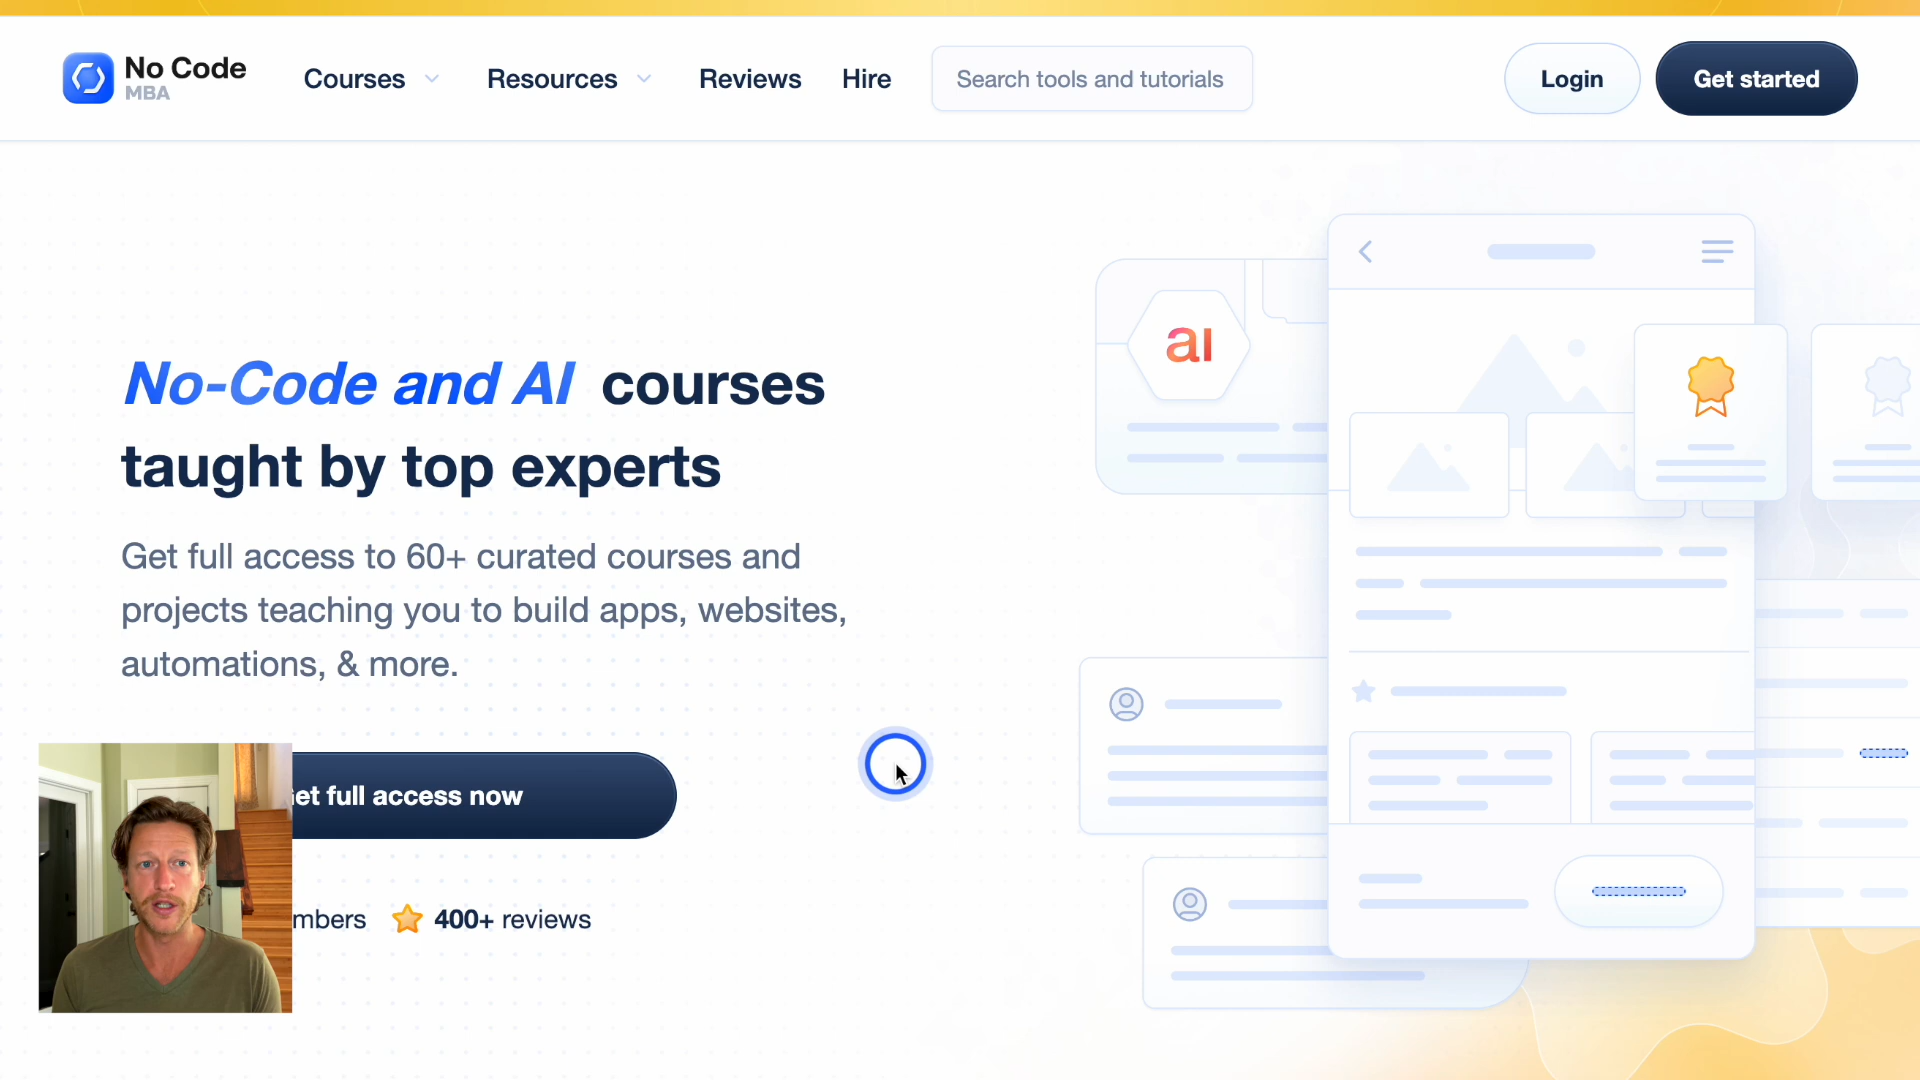 No Code
MBA
Courses
Resources
Reviews
Hire
Search tools and tutorials
Login
Get started
No-Code and AI courses
taught by top experts
Get full access to 60+ curated courses and
projects teaching you to build apps, websites,
automations, & more.
et full access now
mbers
400+ reviews
aı